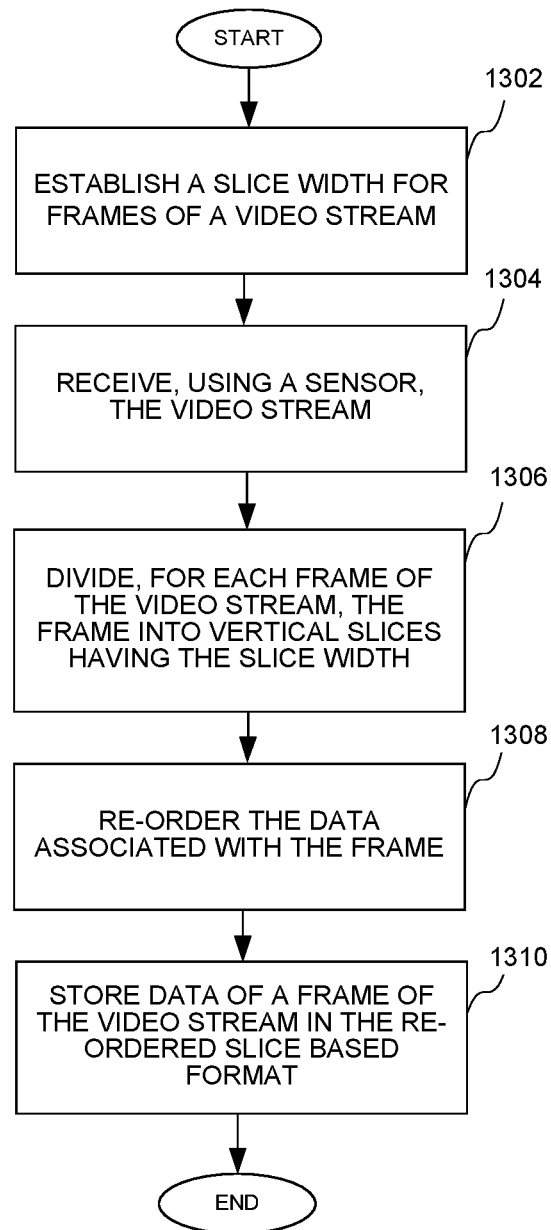 START
1302
ESTABLISH A SLICE WIDTH FOR
FRAMES OF A VIDEO STREAM
1304
RECEIVE, USING A SENSOR,
THE VIDEO STREAM
1306
DIVIDE, FOR EACH FRAME OF
THE VIDEO STREAM, THE
FRAME INTO VERTICAL SLICES
HAVING THE SLICE WIDTH
1308
RE-ORDER THE DATA
ASSOCIATED WITH THE FRAME
1310
STORE DATA OF A FRAME OF
THE VIDEO STREAM IN THE RE-
ORDERED SLICE BASED
FORMAT
END